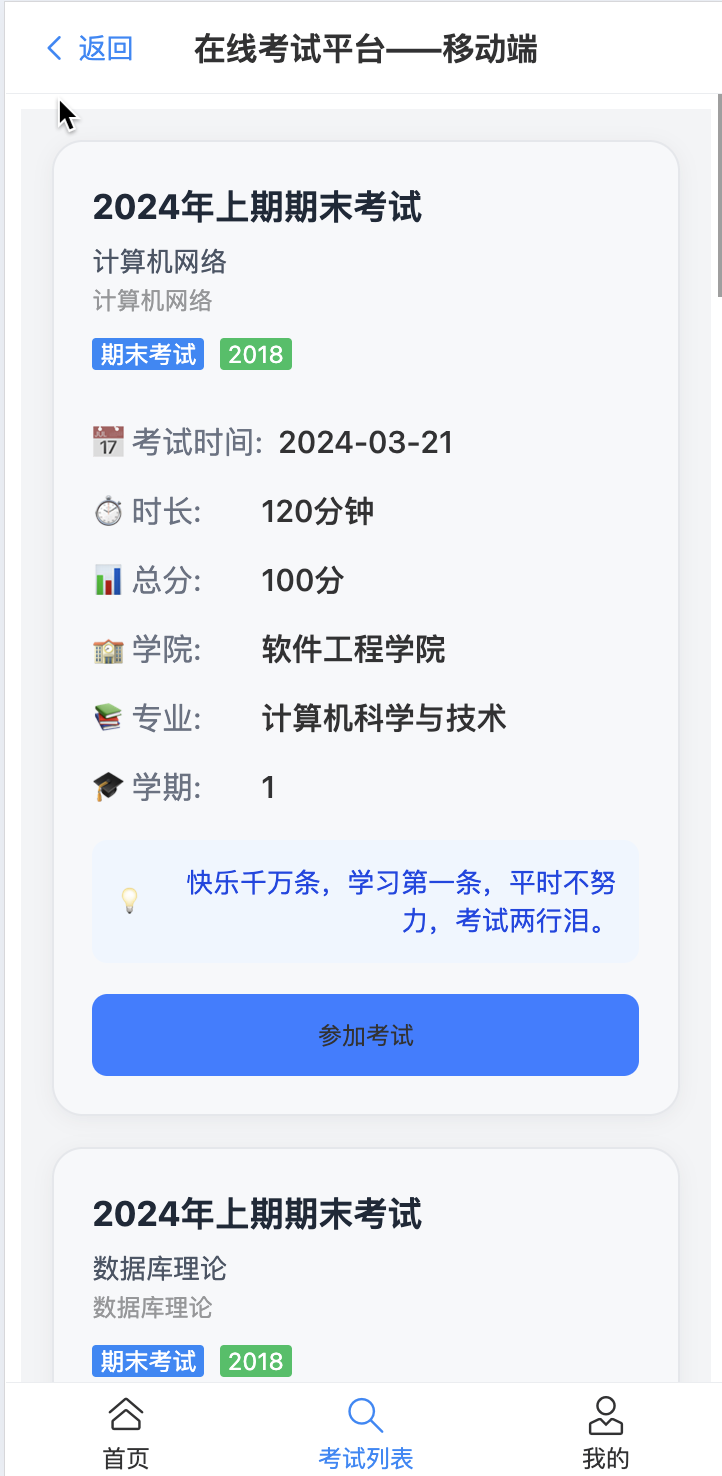 返回 在线考试平台——移动端
2024年上期期末考试
计算机网络
计算机网络
期末考试 2018
考试时间: 2024-03-21
时长: 120分钟
总分: 100分
学院: 软件工程学院
专业: 计算机科学与技术
学期: 1
快乐千万条，学习第一条，平时不努
力，考试两行泪。
参加考试
2024年上期期末考试
数据库理论
数据库理论
期末考试 2018
首页 考试列表 我的